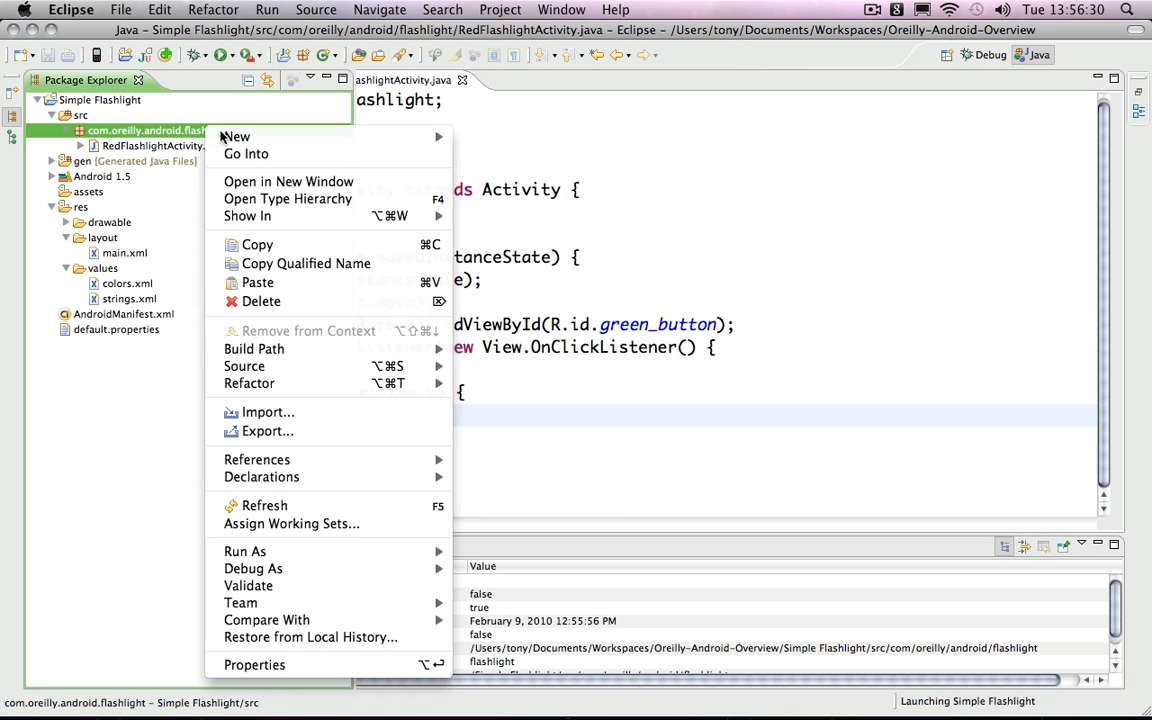 Eclipse File Edit Refactor Run Source Navigate Search Project Window Help Tue 13:56:30
Java - Simple Flashlight/src/com/oreilly/android/flashlight/RedFlashlightActivity.java - Eclipse - /Users/tony/Documents/Workspaces/Oreilly-Android-Overview
Debug Java
Package Explorer
Simple Flashlight
src
com.oreilly.android.flash
RedFlashlightActivity.
gen [Generated Java Files]
Android 1.5
assets
res
drawable
layout
main.xml
values
colors.xml
strings.xml
AndroidManifest.xml
default.properties
New
Go Into
Open in New Window
Open Type Hierarchy F4
Show In ⌥⌘W
Copy ⌘C
Copy Qualified Name
Paste ⌘V
Delete ⌦
Remove from Context ⌥⇧⌘↓
Build Path
Source ⌥⌘S
Refactor ⌥⌘T
Import...
Export...
References
Declarations
Refresh F5
Assign Working Sets...
Run As
Debug As
Validate
Team
Compare With
Restore from Local History...
Properties ⌥↩
ashlightActivity.java
ashlight;
ds Activity {
tanceState) {
e);
dViewById(R.id.green_button);
ew View.OnClickListener() {
{
Value
false
true
February 9, 2010 12:55:56 PM
false
/Users/tony/Documents/Workspaces/Oreilly-Android-Overview/Simple Flashlight/src/com/oreilly/android/flashlight
flashlight
com.oreilly.android.flashlight - Simple Flashlight/src
Launching Simple Flashlight